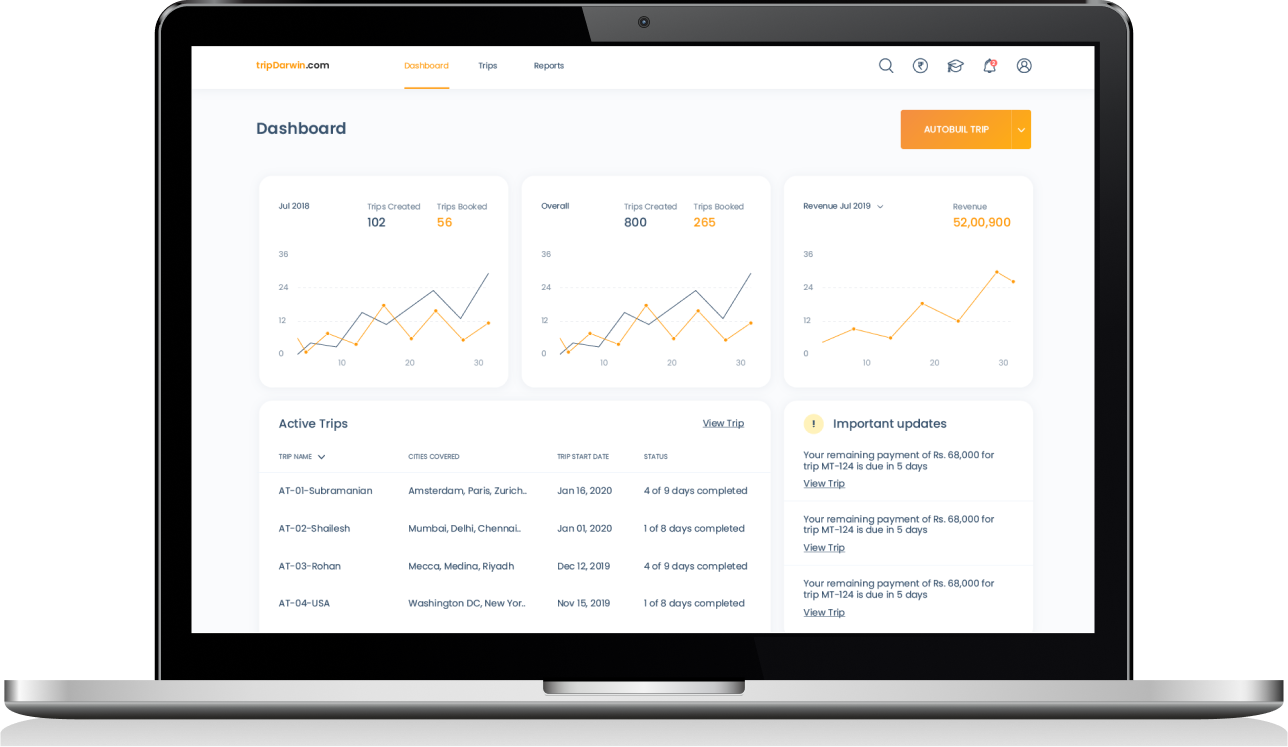 tripDarwin.com
Dashboard
Trips
Reports
2
Dashboard
AUTOBUIL TRIP
Jul 2018
Trips Created
Trips Booked
102
56
36
24
12
0
10
20
30
Overall
Trips Created
Trips Booked
800
265
36
24
12
0
10
20
30
Revenue Jul 2019
Revenue
52,00,900
36
24
12
0
10
20
30
Active Trips
View Trip
TRIP NAME
CITIES COVERED
TRIP START DATE
STATUS
AT-01-Subramanian
Amsterdam, Paris, Zurich..
Jan 16, 2020
4 of 9 days completed
AT-02-Shailesh
Mumbai, Delhi, Chennai..
Jan 01, 2020
1 of 8 days completed
AT-03-Rohan
Mecca, Medina, Riyadh
Dec 12, 2019
4 of 9 days completed
AT-04-USA
Washington DC, New Yor..
Nov 15, 2019
1 of 8 days completed
! Important updates
Your remaining payment of Rs. 68,000 for
trip MT-124 is due in 5 days
View Trip
Your remaining payment of Rs. 68,000 for
trip MT-124 is due in 5 days
View Trip
Your remaining payment of Rs. 68,000 for
trip MT-124 is due in 5 days
View Trip